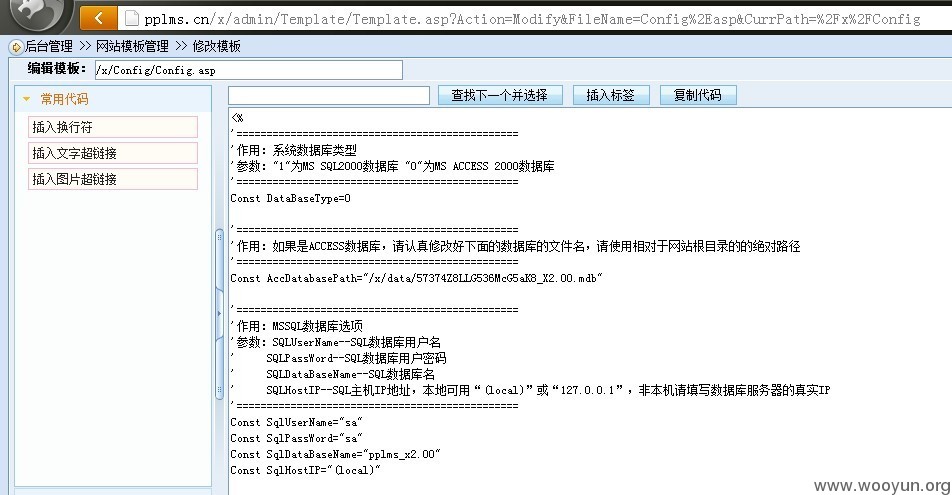 pplms.cn/x/admin/Template/Template.asp?Action=Modify&FileName=Config%2Easp&CurrPath=%2Fx%2FConfig
后台管理 >> 网站模板管理 >> 修改模板
编辑模板： /x/Config/Config.asp
常用代码
查找下一个并选择 插入标签 复制代码
插入换行符
插入文字超链接
插入图片超链接
<%
'===============================================
'作用：系统数据库类型
'参数："1"为MS SQL2000数据库 "0"为MS ACCESS 2000数据库
'===============================================
Const DataBaseType=0
'===============================================
'作用：如果是ACCESS数据库，请认真修改好下面的数据库的文件名，请使用相对于网站根目录的的绝对路径
'===============================================
Const AccDatabasePath="/x/data/57374Z8LLG536McG5aK8_X2.00.mdb"
'===============================================
'作用：MSSQL数据库选项
'参数：SQLUserName--SQL数据库用户名
' SQLPassWord--SQL数据库用户密码
' SQLDataBaseName--SQL数据库名
' SQLHostIP--SQL主机IP地址，本地可用“(local)”或“127.0.0.1”，非本机请填写数据库服务器的真实IP
'===============================================
Const SqlUserName="sa"
Const SqlPassWord="sa"
Const SqlDataBaseName="pplms_x2.00"
Const SqlHostIP="(local)"
www.wooyun.org